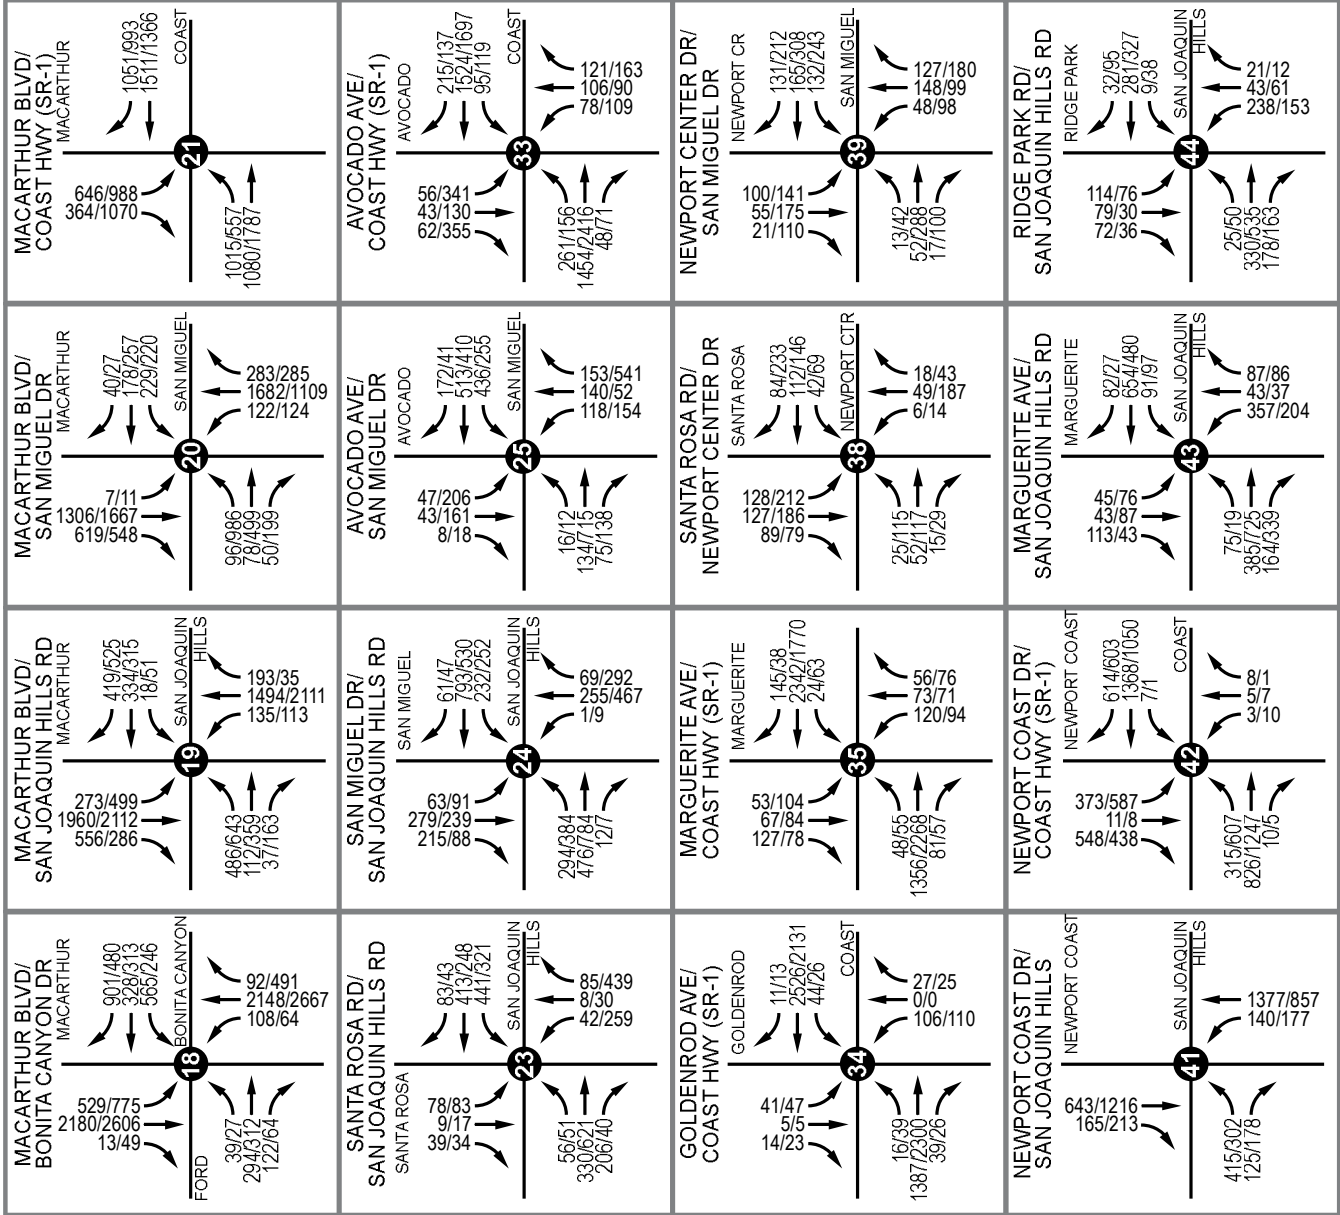 MACARTHUR BLVD/
COAST HWY (SR-1)
MACARTHUR
1051/993
1511/1366
COAST
21
646/988
364/1070
1015/557
1080/1787
AVOCADO AVE/
COAST HWY (SR-1)
AVOCADO
215/137
1524/1697
95/119
COAST
121/163
106/90
78/109
33
56/341
43/130
62/355
261/156
1454/2416
48/71
NEWPORT CENTER DR/
SAN MIGUEL DR
NEWPORT CR
131/212
165/308
132/243
SAN MIGUEL
127/180
148/99
48/98
39
100/141
55/175
21/110
13/42
52/288
17/100
RIDGE PARK RD/
SAN JOAQUIN HILLS RD
RIDGE PARK
32/95
281/327
9/38
SAN JOAQUIN
HILLS
21/12
43/61
238/153
44
114/76
79/30
72/36
25/50
330/535
178/163
MACARTHUR BLVD/
SAN MIGUEL DR
MACARTHUR
40/27
178/257
229/220
SAN MIGUEL
283/285
1682/1109
122/124
20
7/11
1306/1667
619/548
96/986
78/499
50/199
AVOCADO AVE/
SAN MIGUEL DR
AVOCADO
172/41
513/410
436/255
SAN MIGUEL
153/541
140/52
118/154
25
47/206
43/161
8/18
16/12
134/715
75/138
SANTA ROSA RD/
NEWPORT CENTER DR
SANTA ROSA
84/233
112/146
42/69
NEWPORT CTR
18/43
49/187
6/14
38
128/212
127/186
89/79
25/115
52/117
15/29
MARGUERITE AVE/
SAN JOAQUIN HILLS RD
MARGUERITE
82/27
654/480
91/97
SAN JOAQUIN
HILLS
87/86
43/37
357/204
43
45/76
43/87
113/43
75/19
385/725
164/339
MACARTHUR BLVD/
SAN JOAQUIN HILLS RD
MACARTHUR
419/525
334/315
18/51
SAN JOAQUIN
HILLS
193/35
1494/2111
135/113
19
273/499
1960/2112
556/286
486/643
112/359
37/163
SAN MIGUEL DR/
SAN JOAQUIN HILLS RD
SAN MIGUEL
61/47
793/530
232/252
SAN JOAQUIN
HILLS
69/292
255/467
1/9
24
63/91
279/239
215/88
294/384
476/784
12/7
MARGUERITE AVE/
COAST HWY (SR-1)
MARGUERITE
145/38
2342/1770
24/63
56/76
73/71
120/94
35
53/104
67/84
127/78
48/55
1356/2268
81/57
NEWPORT COAST DR/
COAST HWY (SR-1)
NEWPORT COAST
614/603
1368/1050
7/1
COAST
8/1
5/7
3/10
42
373/587
11/8
548/438
315/607
826/1247
10/5
MACARTHUR BLVD/
BONITA CANYON DR
MACARTHUR
901/480
328/313
565/246
BONITA CANYON
92/491
2148/2667
108/64
18
529/775
2180/2606
13/49
FORD
39/27
294/312
122/64
SANTA ROSA RD/
SAN JOAQUIN HILLS RD
SANTA ROSA
83/43
413/248
441/321
SAN JOAQUIN
HILLS
85/439
8/30
42/259
23
78/83
9/17
39/34
56/51
330/621
206/40
GOLDENROD AVE/
COAST HWY (SR-1)
GOLDENROD
11/13
2526/2131
44/26
COAST
27/25
0/0
106/110
34
41/47
5/5
14/23
16/39
1387/2300
39/26
NEWPORT COAST DR/
SAN JOAQUIN HILLS
NEWPORT COAST
SAN JOAQUIN
HILLS
1377/857
140/177
41
643/1216
165/213
415/302
125/178